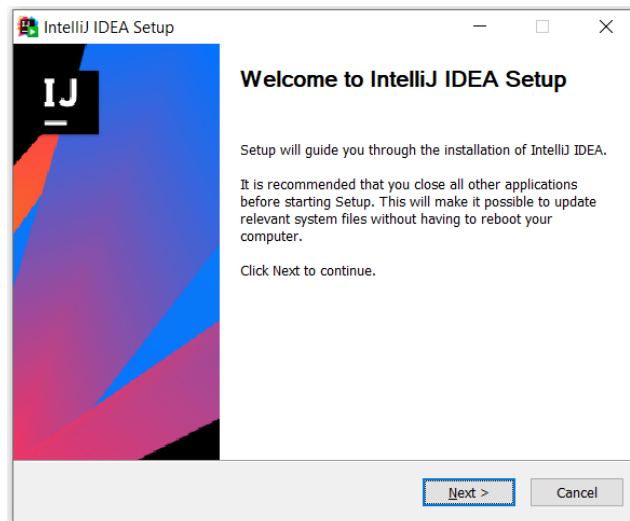 IntelliJ IDEA Setup
IJ
Welcome to IntelliJ IDEA Setup
Setup will guide you through the installation of IntelliJ IDEA.
It is recommended that you close all other applications
before starting Setup. This will make it possible to update
relevant system files without having to reboot your
computer.
Click Next to continue.
Next >
Cancel